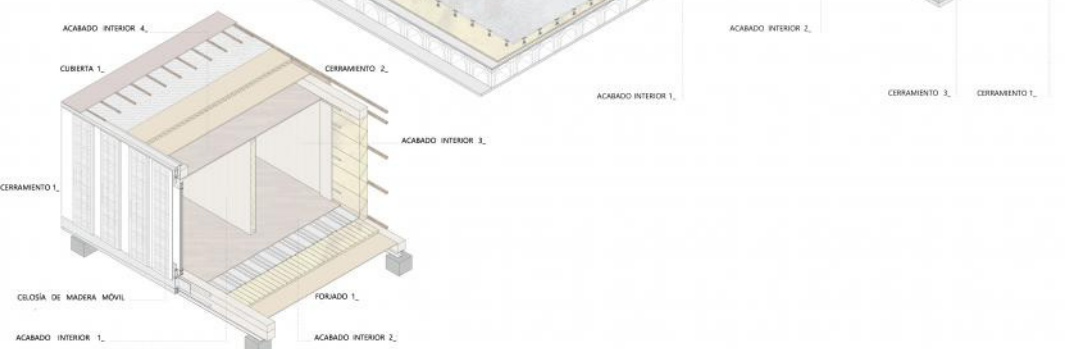 ACABADO INTERIOR 4_
ACABADO INTERIOR 2_
CUBIERTA 1_
CERRAMIENTO 2_
ACABADO INTERIOR 1_
CERRAMIENTO 3_
CERRAMIENTO 1_
ACABADO INTERIOR 3_
CERRAMIENTO 1_
CELOSÍA DE MADERA MÓVIL
FORJADO 1_
ACABADO INTERIOR 1_
ACABADO INTERIOR 2_